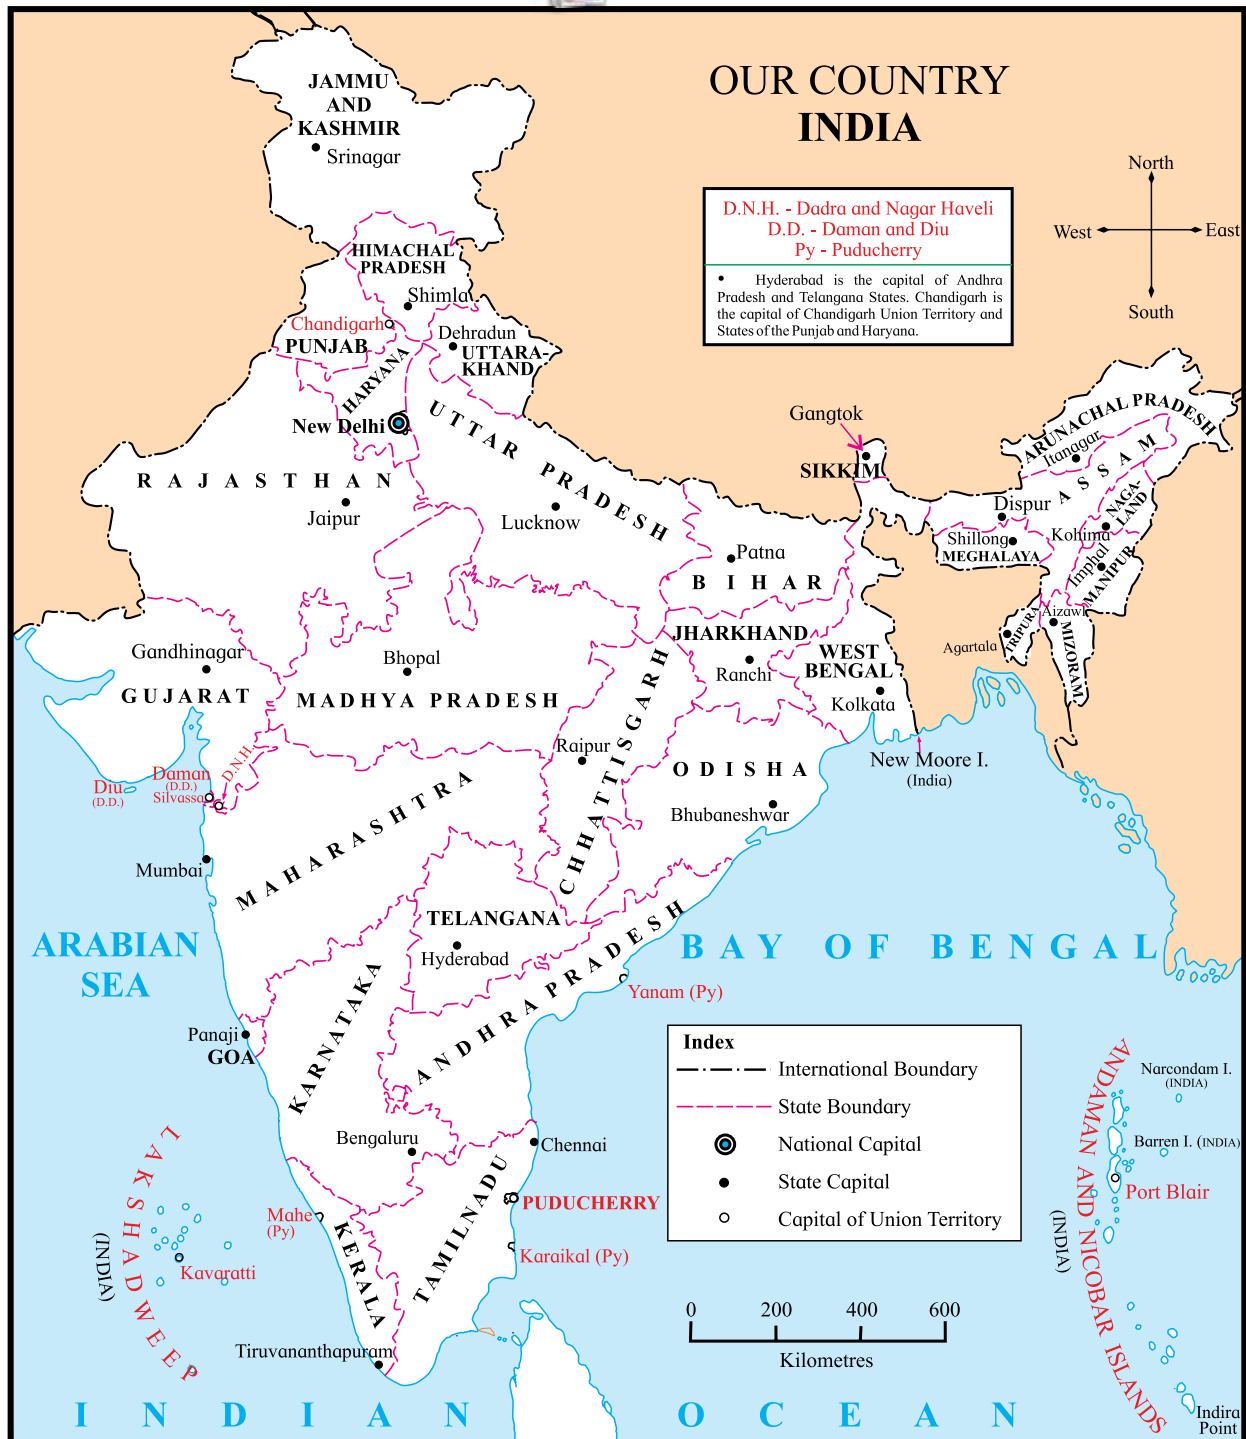 OUR COUNTRY
INDIA
North
West
East
South
D.N.H. - Dadra and Nagar Haveli
D.D. - Daman and Diu
Py - Puducherry
• Hyderabad is the capital of Andhra
Pradesh and Telangana States. Chandigarh is
the capital of Chandigarh Union Territory and
States of the Punjab and Haryana.
JAMMU
AND
KASHMIR
Srinagar
HIMACHAL
PRADESH
Shimla
Chandigarh
PUNJAB
Dehradun
UTTARA-
KHAND
HARYANA
New Delhi
UTTAR PRADESH
Lucknow
RAJASTHAN
Jaipur
Gangtok
SIKKIM
ARUNACHAL PRADESH
Itanagar
ASSAM
Dispur
NAGA-
LAND
Kohima
Shillong
MEGHALAYA
Imphal
MANIPUR
Aizawl
MIZORAM
TRIPURA
Agartala
Patna
BIHAR
JHARKHAND
Ranchi
WEST
BENGAL
Kolkata
New Moore I.
(India)
Gandhinagar
GUJARAT
Bhopal
MADHYA PRADESH
CHHATTISGARH
Raipur
ODISHA
Bhubaneshwar
Diu
(D.D.)
Daman
(D.D.)
Silvassa
D.N.H.
MAHARASHTRA
Mumbai
TELANGANA
Hyderabad
ANDHRA PRADESH
Yanam (Py)
ARABIAN
SEA
BAY OF BENGAL
Panaji
GOA
KARNATAKA
Bengaluru
Chennai
PUDUCHERRY
TAMILNADU
Karaikal (Py)
Mahe
(Py)
KERALA
Tiruvananthapuram
LAKSHADWEEP
(INDIA)
Kavaratti
Index
International Boundary
State Boundary
National Capital
State Capital
Capital of Union Territory
0 200 400 600
Kilometres
ANDAMAN AND NICOBAR ISLANDS
(INDIA)
Narcondam I.
(INDIA)
Barren I. (INDIA)
Port Blair
Indira
Point
INDIAN OCEAN